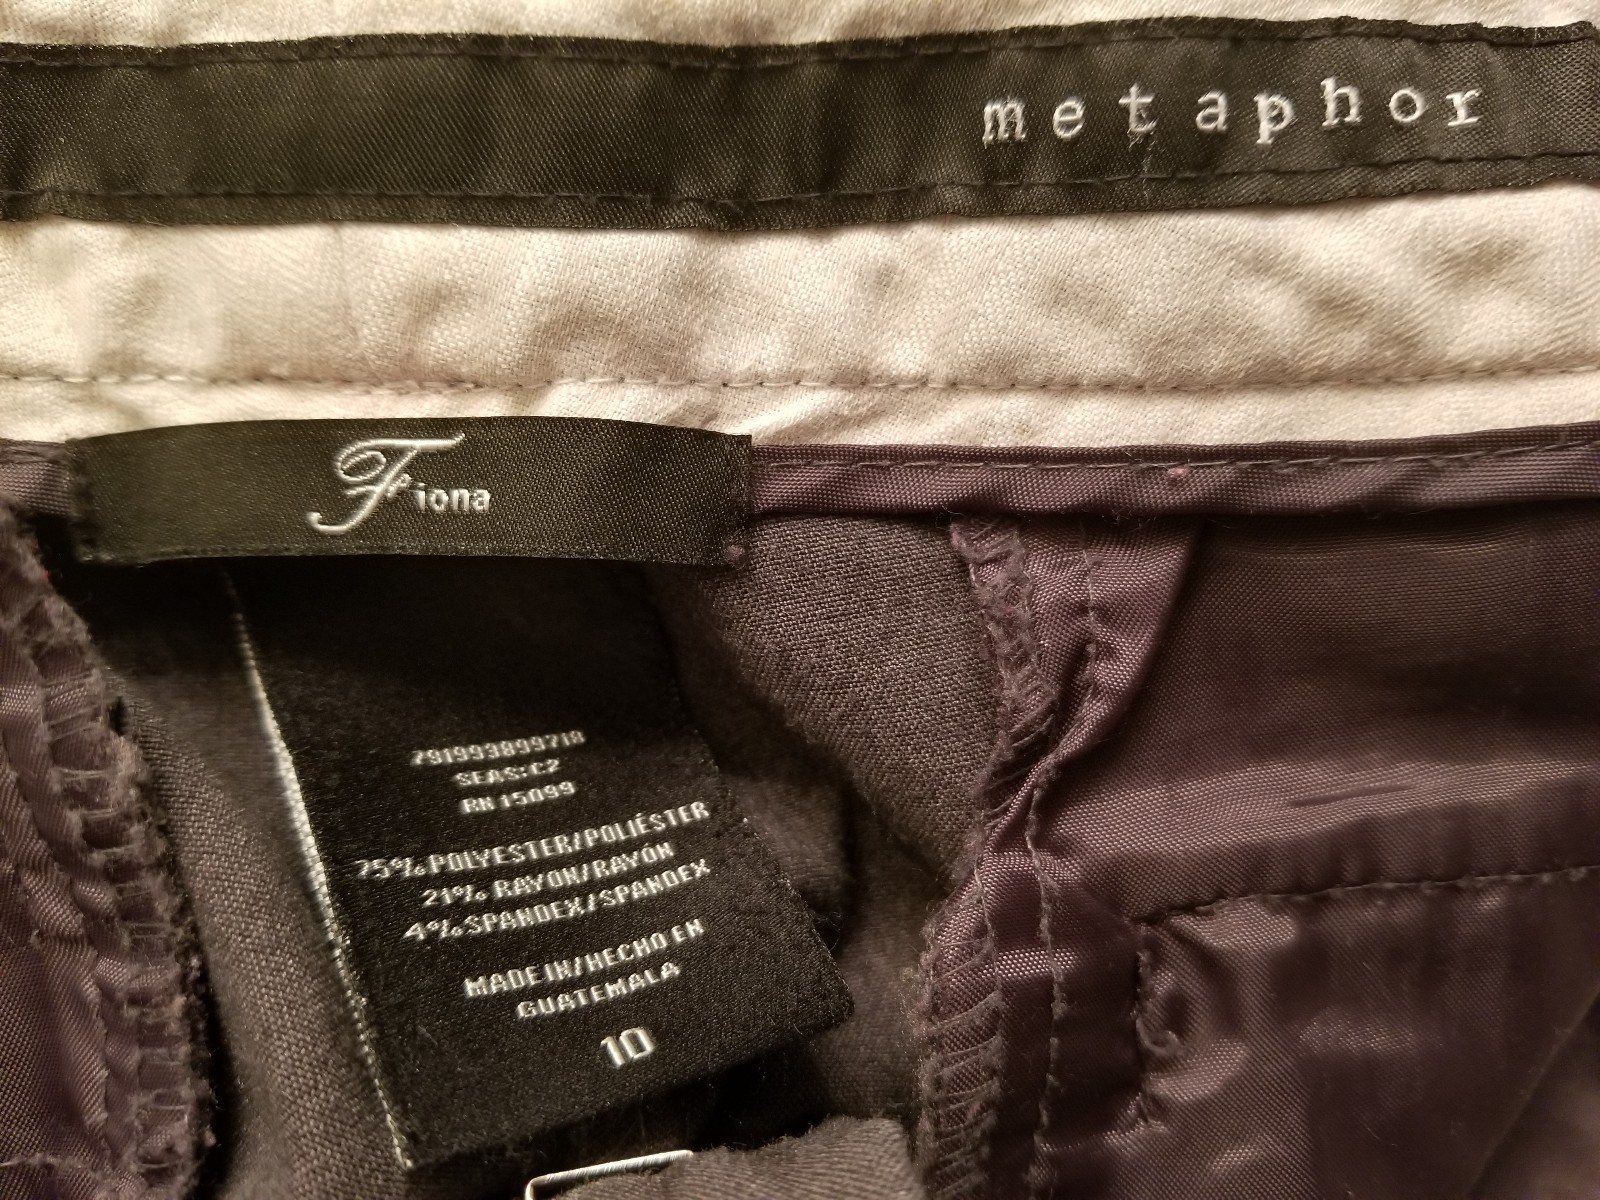 metaphor
Fiona
791993899718
SEAS:C2
RN 15099
75% POLYESTER/POLIÉSTER
21% RAYON/RAYÓN
4% SPANDEX/SPANDEX
MADE IN/HECHO EN
GUATEMALA
10